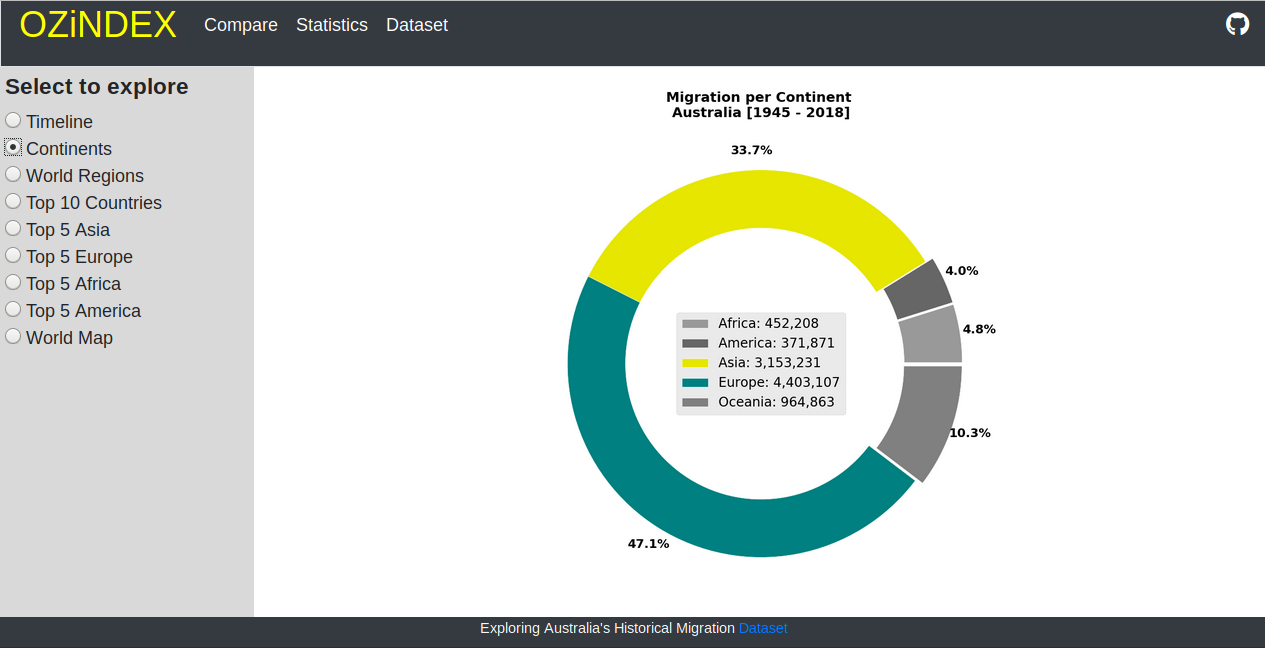 OZiNDEX Compare Statistics Dataset
Select to explore
Timeline
Continents
World Regions
Top 10 Countries
Top 5 Asia
Top 5 Europe
Top 5 Africa
Top 5 America
World Map
Migration per Continent
Australia [1945 - 2018]
33.7%
4.0%
4.8%
10.3%
47.1%
Africa: 452,208
America: 371,871
Asia: 3,153,231
Europe: 4,403,107
Oceania: 964,863
Exploring Australia's Historical Migration Dataset